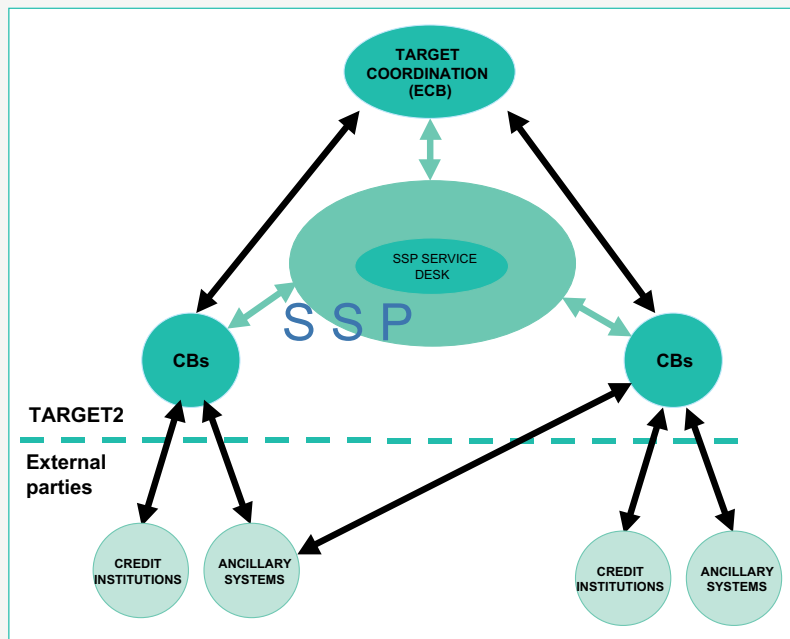 TARGET
COORDINATION
(ECB)
SSP SERVICE
DESK
S S P
CBs
CBs
TARGET2
External
parties
CREDIT
INSTITUTIONS
ANCILLARY
SYSTEMS
CREDIT
INSTITUTIONS
ANCILLARY
SYSTEMS